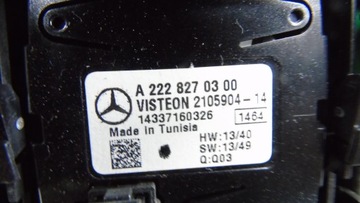 A 222 827 03 00
VISTEON 2105904-14
14337160326 1464
Made in Tunisia
HW:13/40
SW:13/49
Q:Q03